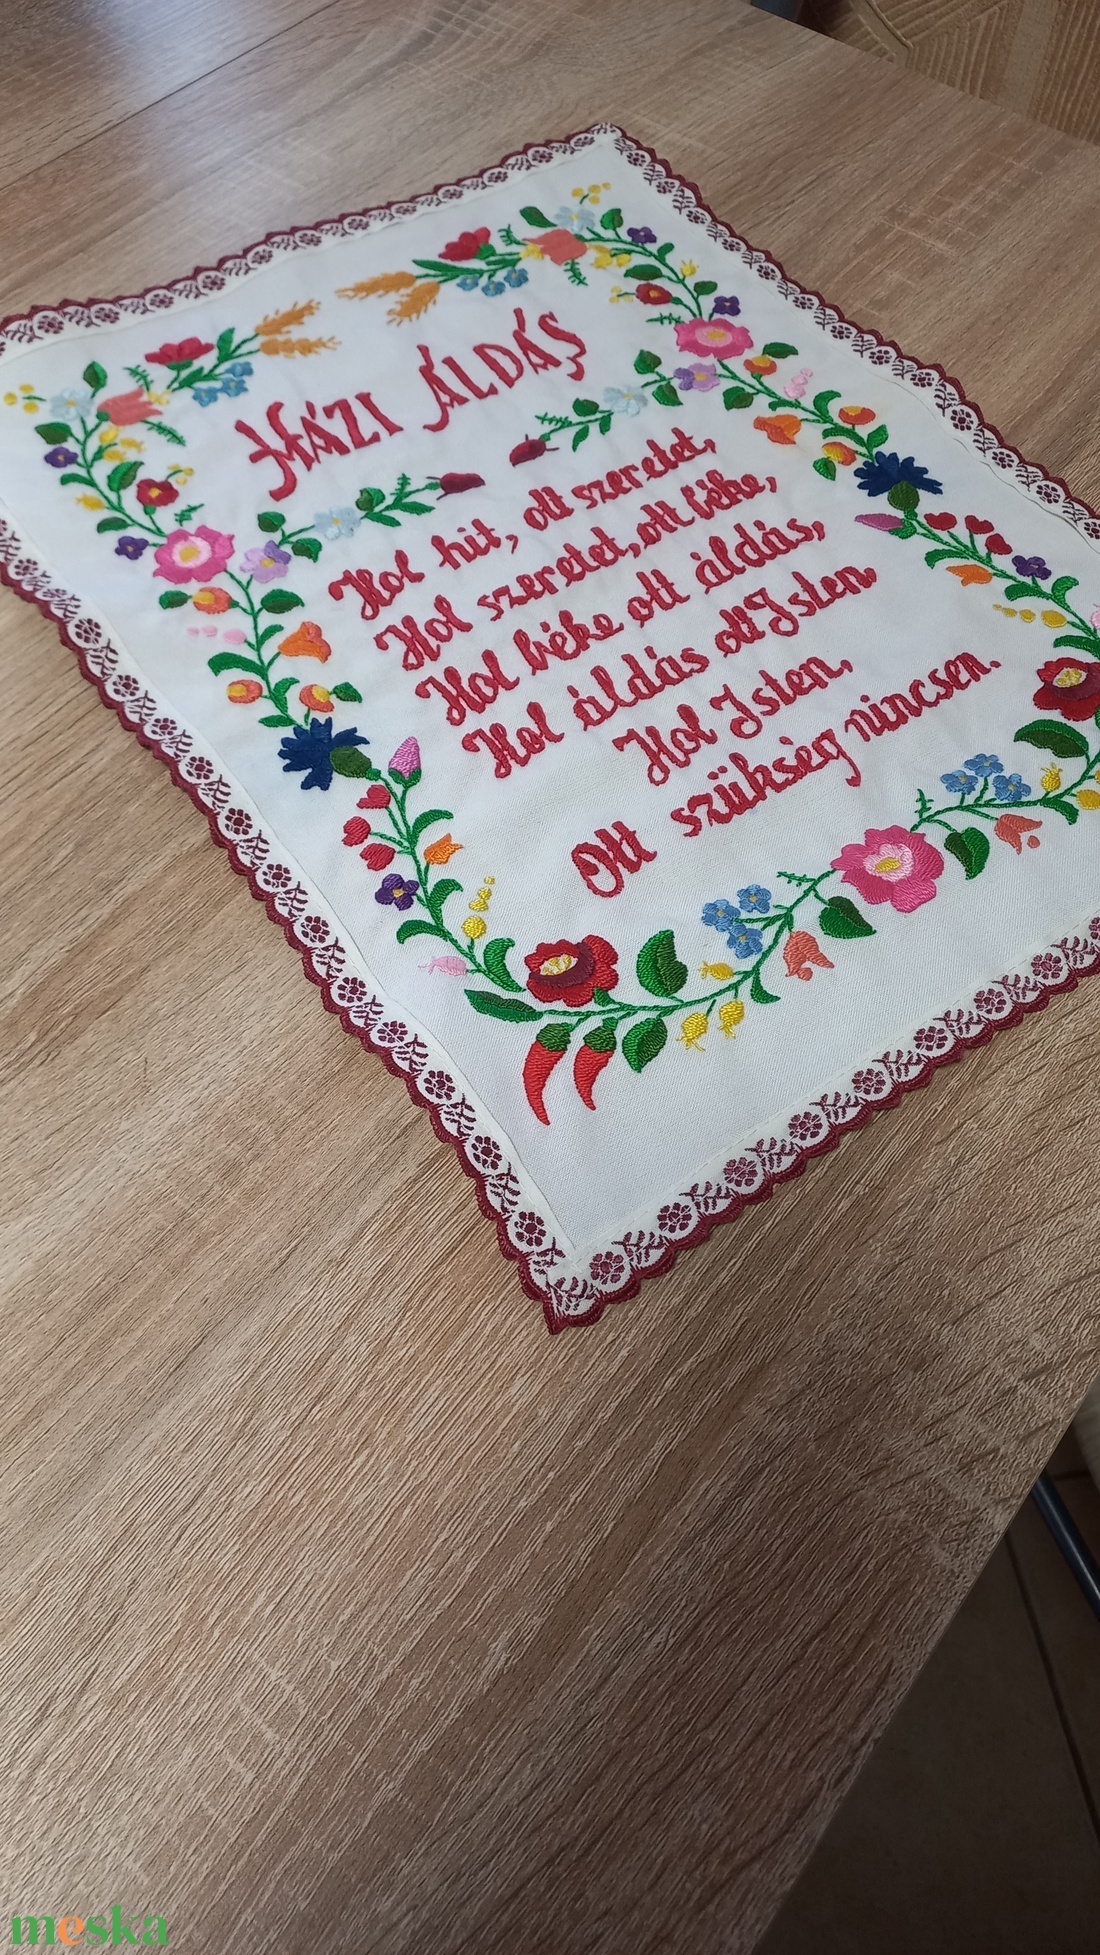 HÁZI ÁLDÁS
Hol hit, ott szeretet,
Hol szeretet, ott béke,
Hol béke ott áldás,
Hol áldás ott Isten.
Hol Isten.
Ott szükség nincsen.
meska